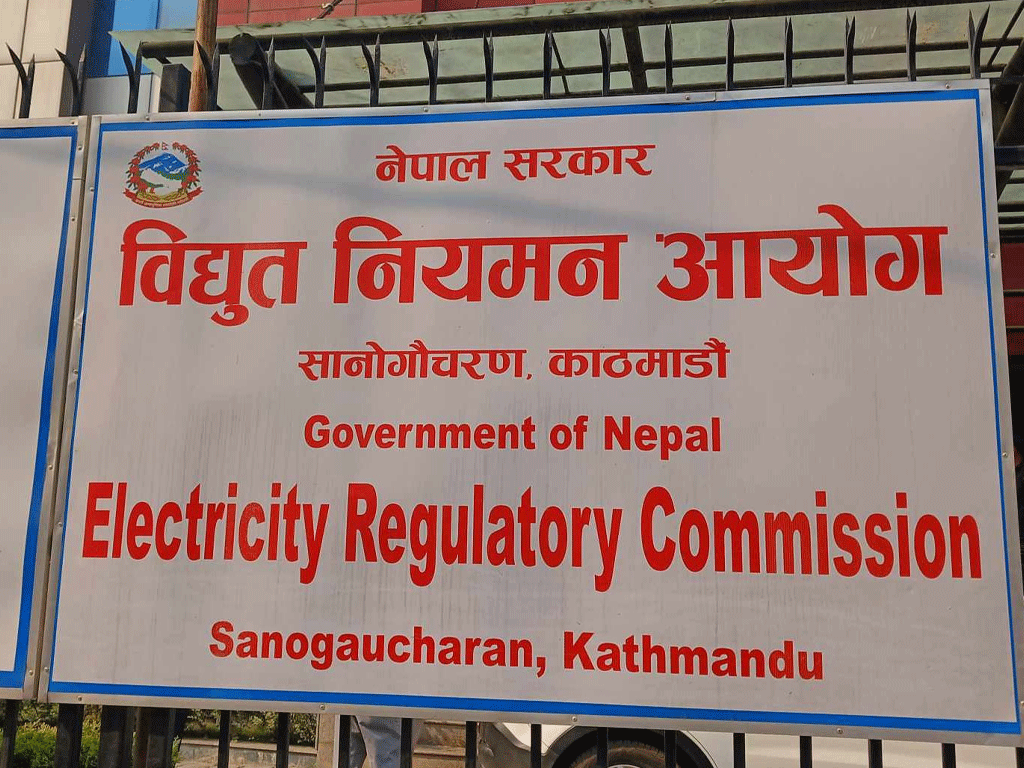 नेपाल सरकार
विद्युत नियमन आयोग
सानोगौचरण, काठमाडौं
Government of Nepal
Electricity Regulatory Commission
Sanogaucharan, Kathmandu